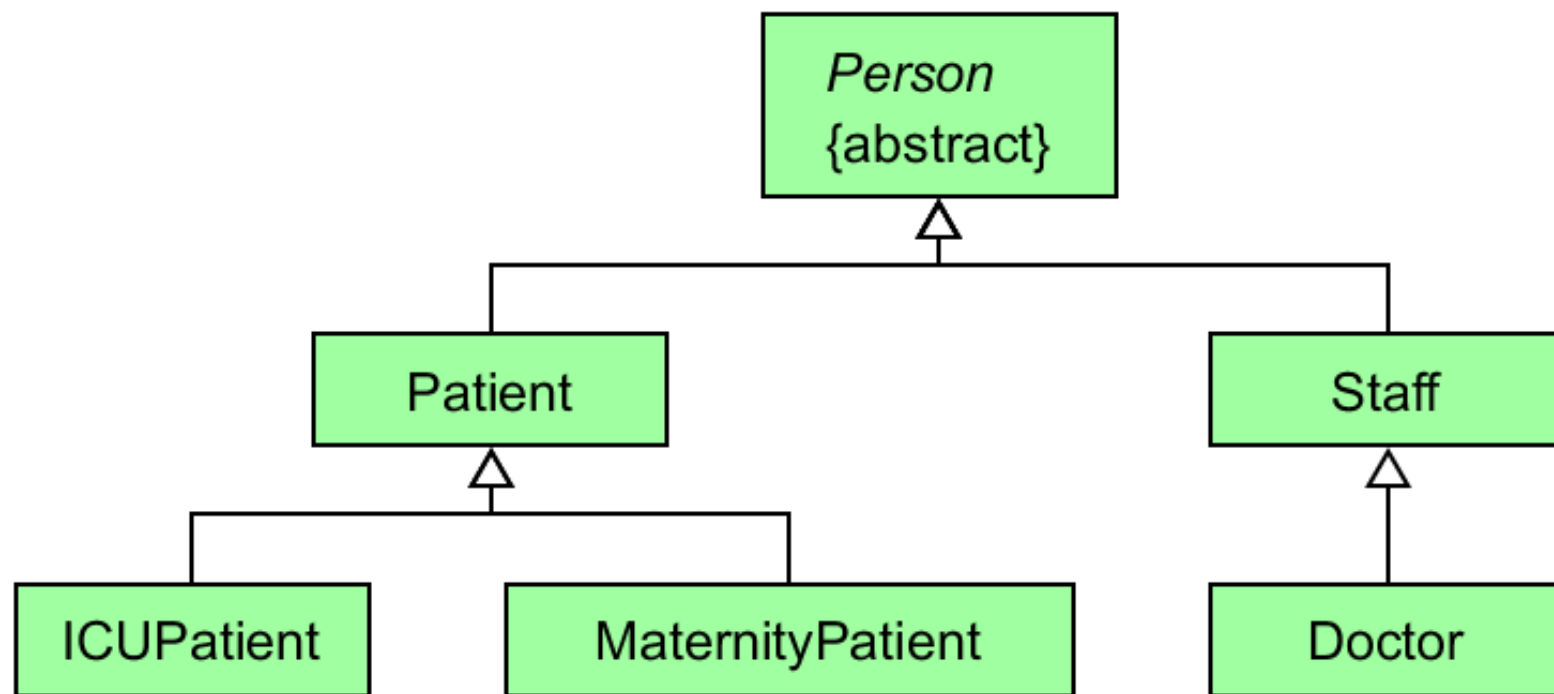 Person
{abstract}
Patient
Staff
ICUPatient
MaternityPatient
Doctor